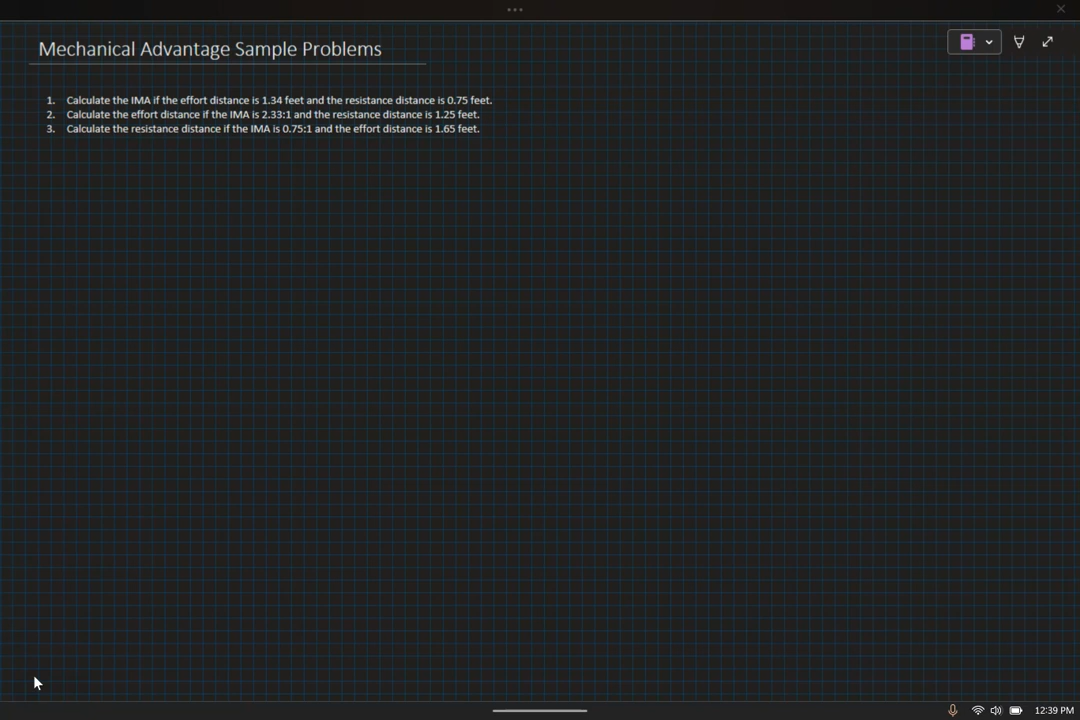 Mechanical Advantage Sample Problems
1. Calculate the IMA if the effort distance is 1.34 feet and the resistance distance is 0.75 feet.
2. Calculate the effort distance if the IMA is 2.33:1 and the resistance distance is 1.25 feet.
3. Calculate the resistance distance if the IMA is 0.75:1 and the effort distance is 1.65 feet.
12:39 PM